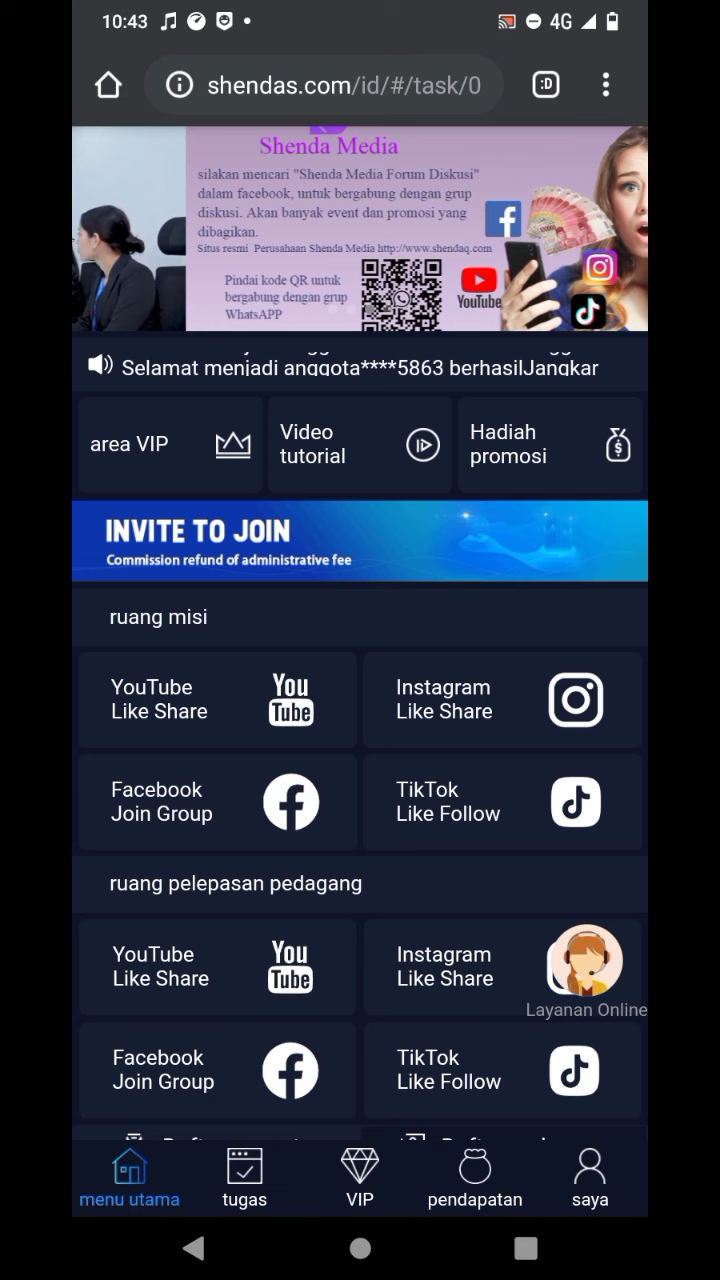 10:43
4G
shendas.com/id/#/task/0
:D
Shenda Media
silakan mencari "Shenda Media Forum Diskusi"
dalam facebook, untuk bergabung dengan grup
diskusi. Akan banyak event dan promosi yang
dibagikan.
Situs resmi Perusahaan Shenda Media http://www.shendaq.com
Pindai kode QR untuk
bergabung dengan grup
WhatsAPP
YouTube
Selamat menjadi anggota****5863 berhasilJangkar
area VIP
Video
tutorial
Hadiah
promosi
INVITE TO JOIN
Commission refund of administrative fee
ruang misi
YouTube
Like Share
You
Tube
Instagram
Like Share
Facebook
Join Group
TikTok
Like Follow
ruang pelepasan pedagang
YouTube
Like Share
You
Tube
Instagram
Like Share
Layanan Online
Facebook
Join Group
TikTok
Like Follow
menu utama
tugas
VIP
pendapatan
saya